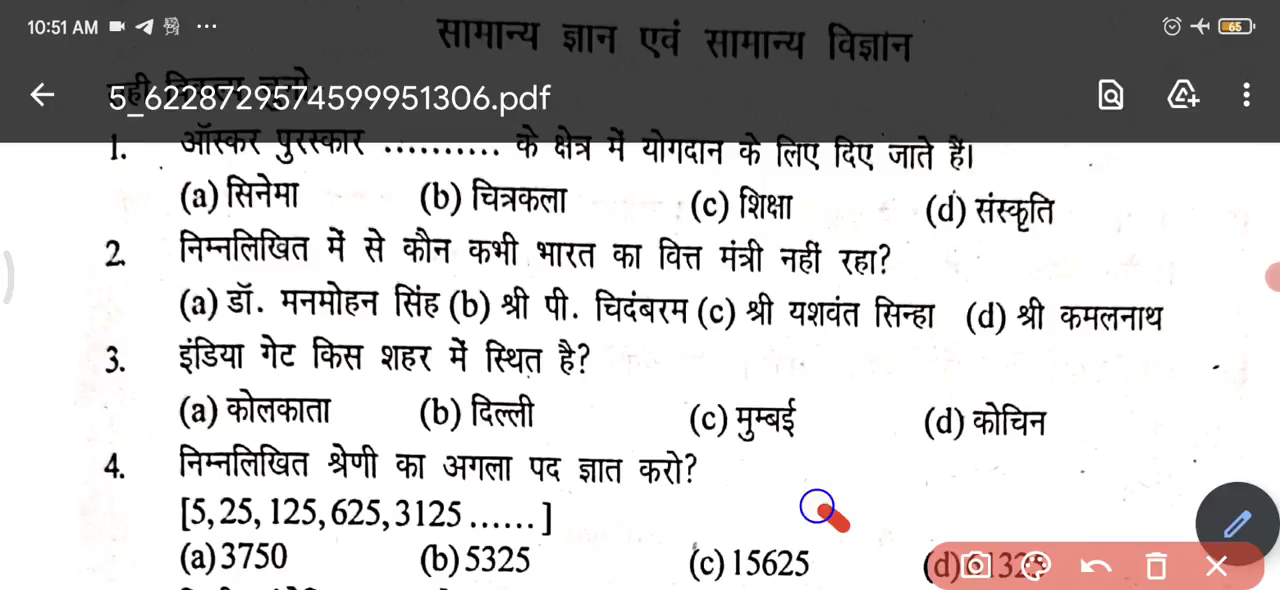 10:51 AM ...
सामान्य ज्ञान एवं सामान्य विज्ञान
5_6228729574599951306.pdf
1. ऑस्कर पुरस्कार .......... के क्षेत्र में योगदान के लिए दिए जाते हैं।
(a) सिनेमा (b) चित्रकला (c) शिक्षा (d) संस्कृति
2. निम्नलिखित में से कौन कभी भारत का वित्त मंत्री नहीं रहा?
(a) डॉ. मनमोहन सिंह (b) श्री पी. चिदंबरम (c) श्री यशवंत सिन्हा (d) श्री कमलनाथ
3. इंडिया गेट किस शहर में स्थित है?
(a) कोलकाता (b) दिल्ली (c) मुम्बई (d) कोचिन
4. निम्नलिखित श्रेणी का अगला पद ज्ञात करो?
[5, 25, 125, 625, 3125 ......]
(a) 3750 (b) 5325 (c) 15625 (d)